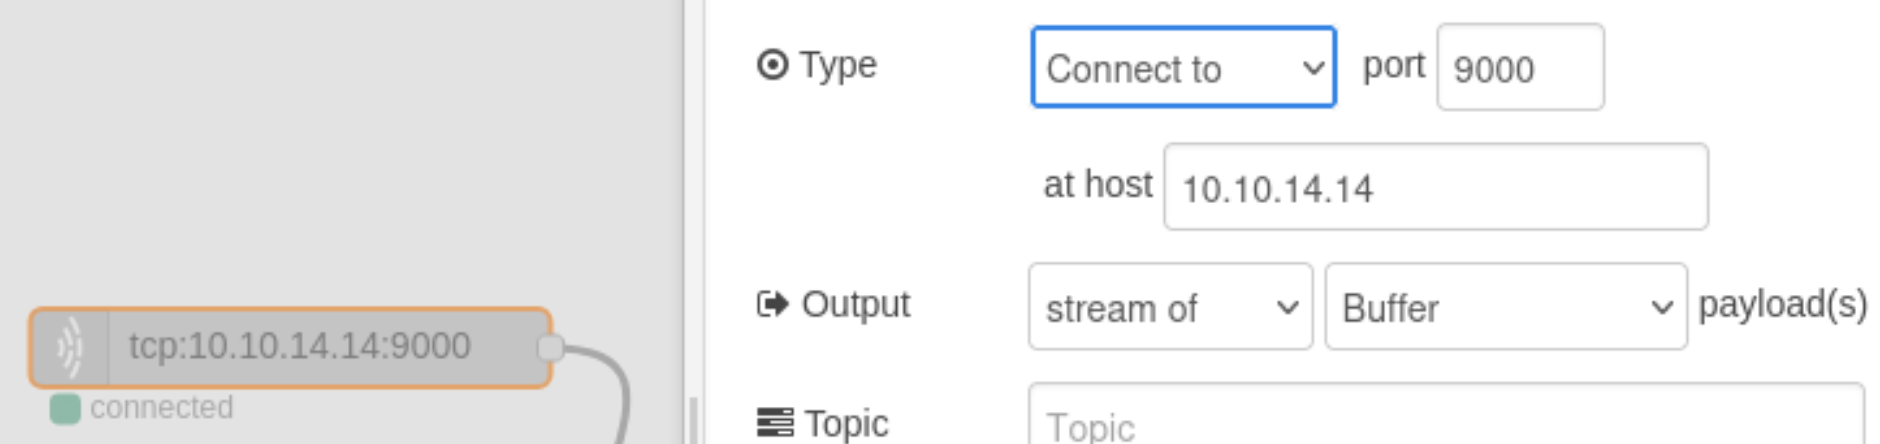 Type Connect to port 9000
at host 10.10.14.14
Output stream of Buffer payload(s)
tcp:10.10.14.14:9000
connected
Topic Topic